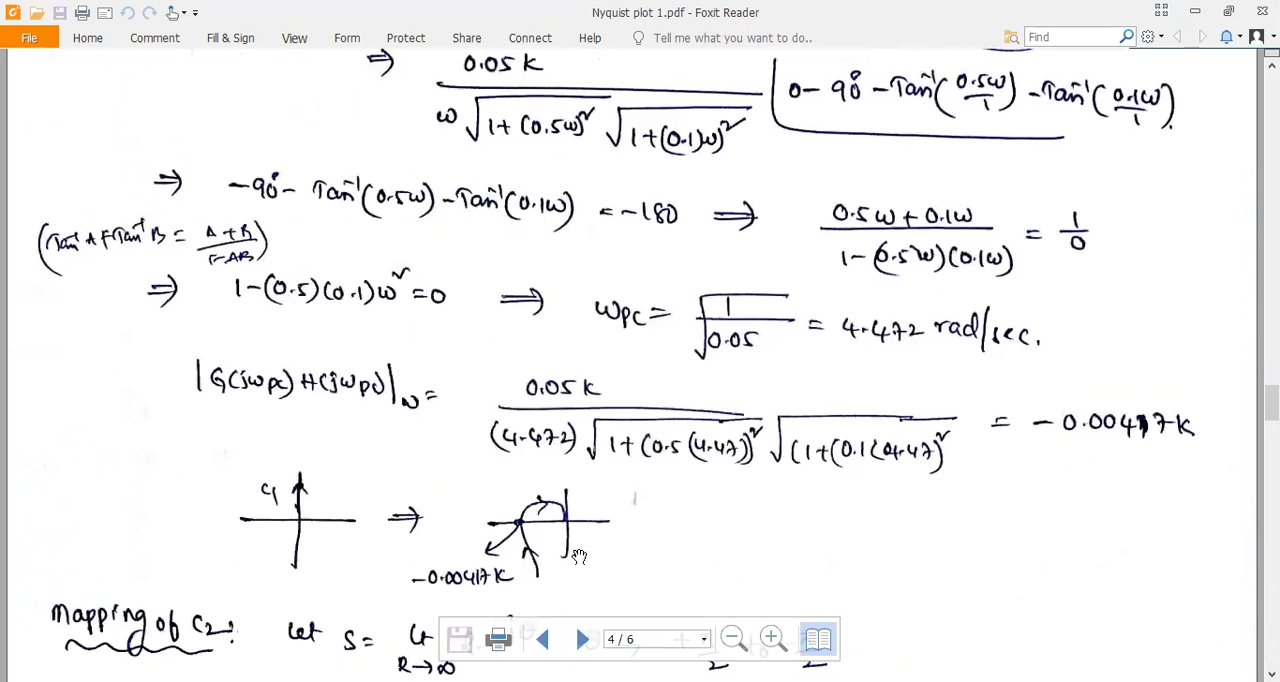 Nyquist plot 1.pdf - Foxit Reader
File Home Comment Fill & Sign View Form Protect Share Connect Help Tell me what you want to do.. Find
⇒ 0.05 K / ω √(1+(0.5ω)²) √(1+(0.1ω)²) 0-90° -Tan⁻¹(0.5ω/1) -Tan⁻¹(0.1ω/1).
⇒ -90°- Tan⁻¹(0.5ω) -Tan⁻¹(0.1ω) = -180 ⇒ 0.5ω+0.1ω / 1-(0.5ω)(0.1ω) = 1/0
(Tan⁻¹A+Tan⁻¹B = A+B / 1-AB)
⇒ 1-(0.5)(0.1)ω²=0 ⇒ ωpc= √(1/0.05) = 4.472 rad/sec.
|G(jωpc) H(jωpc)|ω = 0.05K / (4.472) √(1+(0.5(4.47))² √((1+(0.1(4.47)² = -0.00417K
C1 ⇒
-0.00417K
Mapping of C2: Let S= Lt
R→∞
4 / 6